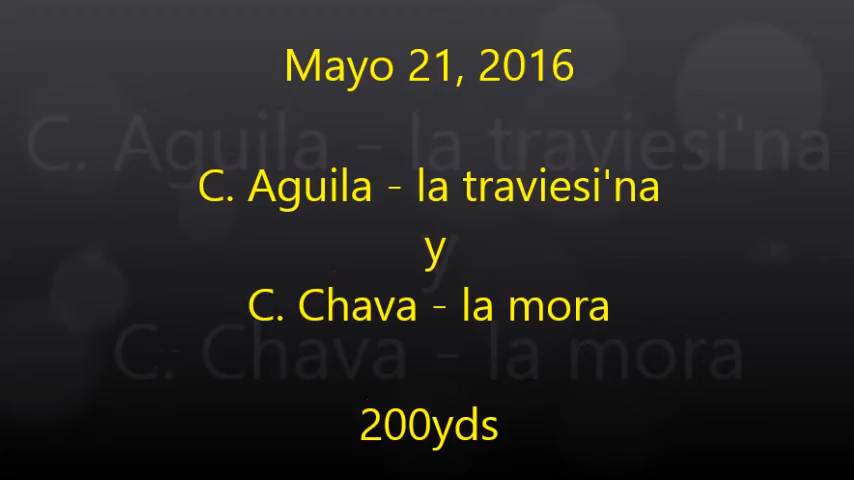 Mayo 21, 2016
C. Aguila - la traviesi'na
y
C. Chava - la mora
200yds